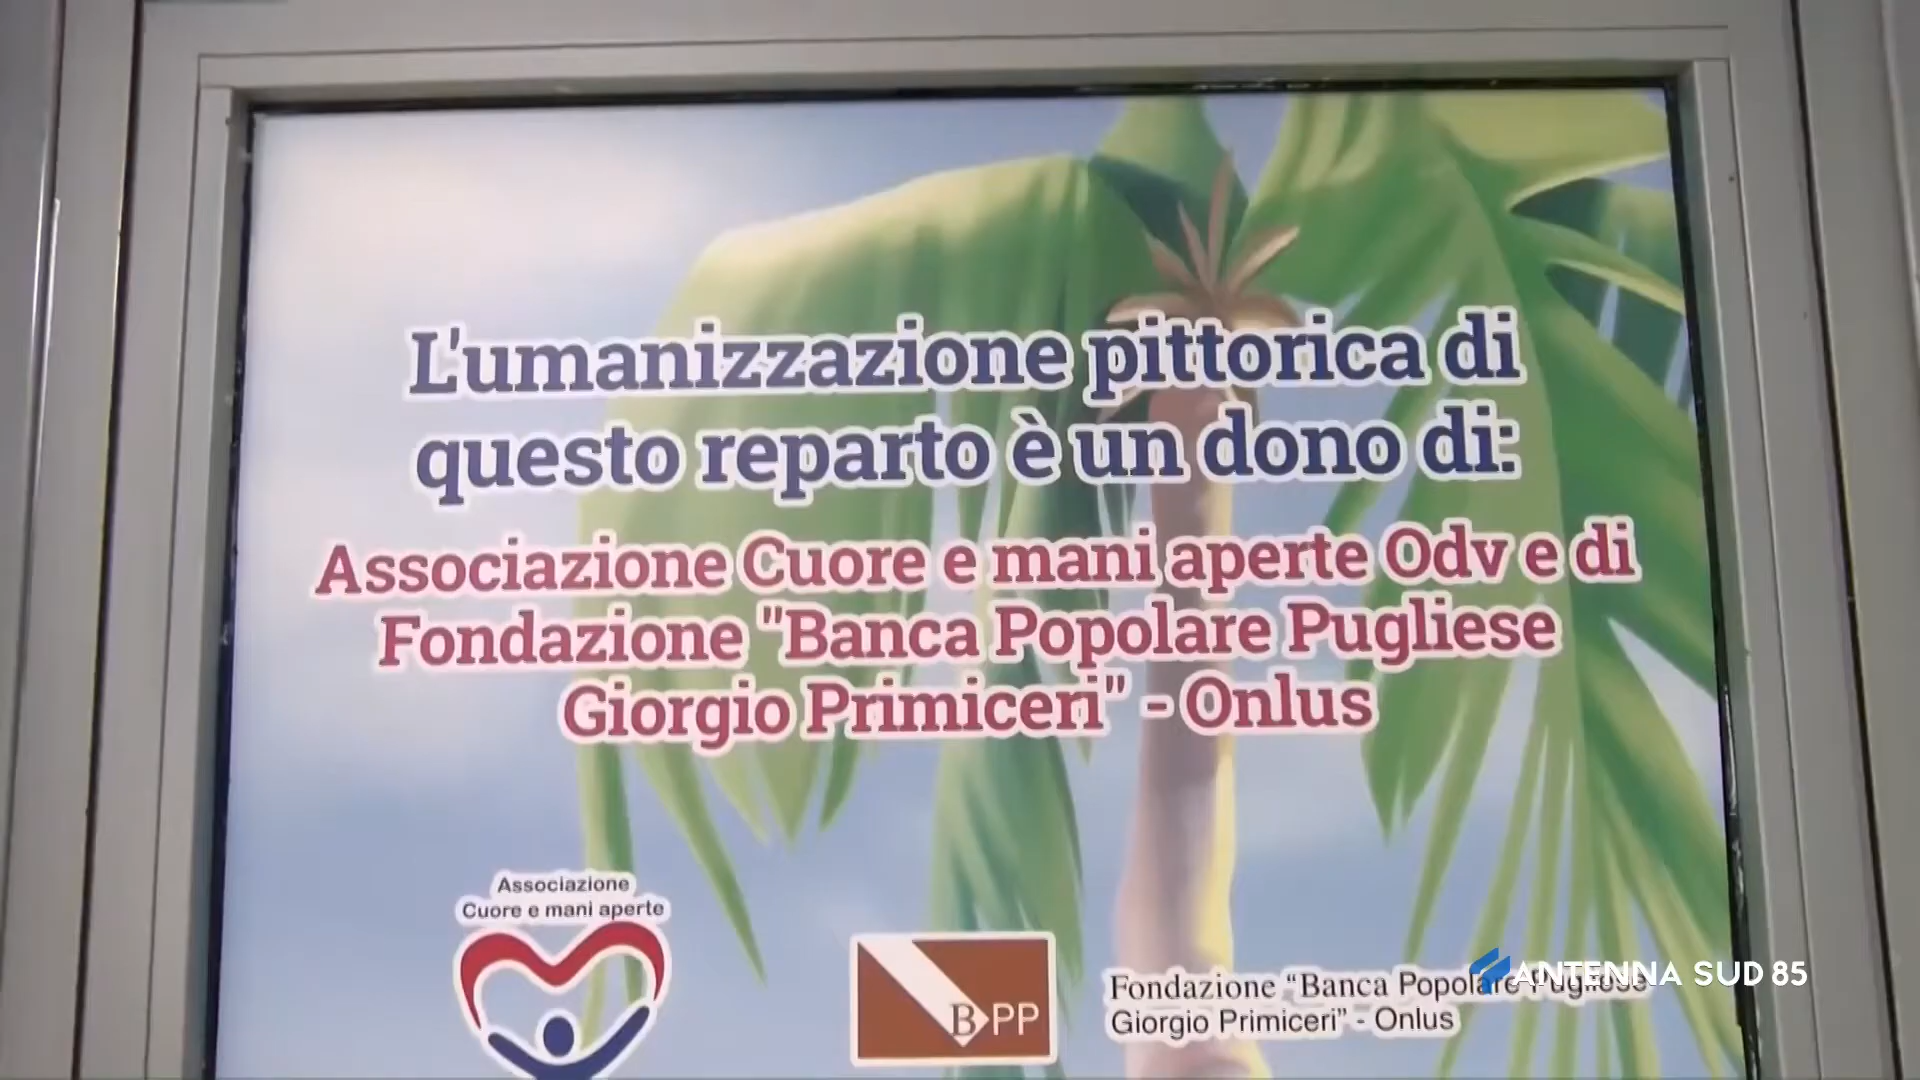 L'umanizzazione pittorica di
questo reparto è un dono di:
Associazione Cuore e mani aperte Odv e di
Fondazione "Banca Popolare Pugliese
Giorgio Primiceri" - Onlus
Associazione
Cuore e mani aperte
BPP
Fondazione “Banca Popolare Pugliese
Giorgio Primiceri” - Onlus
ANTENNA SUD 85